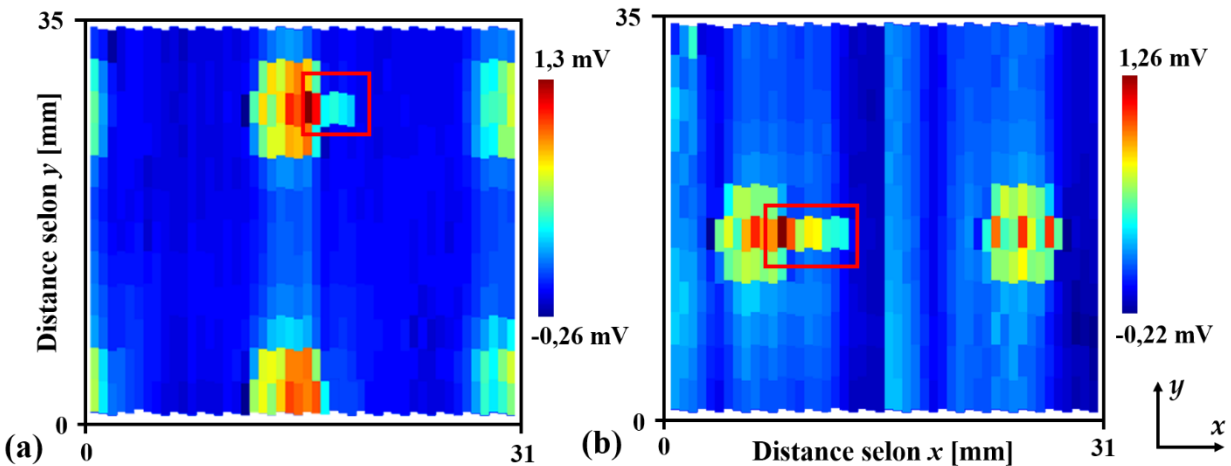 35
1,3 mV
Distance selon y [mm]
-0,26 mV
0
(a)
0
31
35
1,26 mV
-0,22 mV
0
(b)
0
Distance selon x [mm]
31
y
x